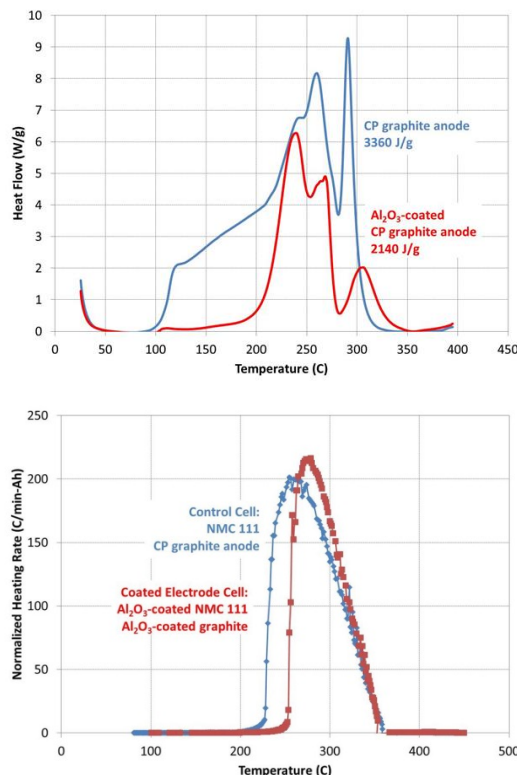 10
9
8
7
6
5
4
3
2
1
0
Heat Flow (W/g)
CP graphite anode
3360 J/g
Al₂O₃-coated
CP graphite anode
2140 J/g
0 50 100 150 200 250 300 350 400 450
Temperature (C)
250
200
150
100
50
0
Normalized Heating Rate (C/min-Ah)
Control Cell:
NMC 111
CP graphite anode
Coated Electrode Cell:
Al₂O₃-coated NMC 111
Al₂O₃-coated graphite
0 100 200 300 400 500
Temperature (C)